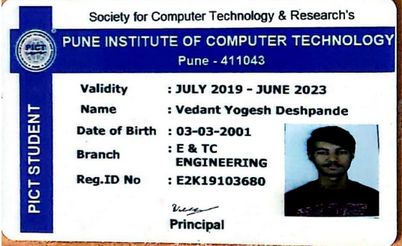 Society for Computer Technology & Research's
PUNE INSTITUTE OF COMPUTER TECHNOLOGY
Pune - 411043
PICT
PICT STUDENT
Validity : JULY 2019 - JUNE 2023
Name : Vedant Yogesh Deshpande
Date of Birth : 03-03-2001
Branch : E & TC
ENGINEERING
Reg.ID No : E2K19103680
Principal